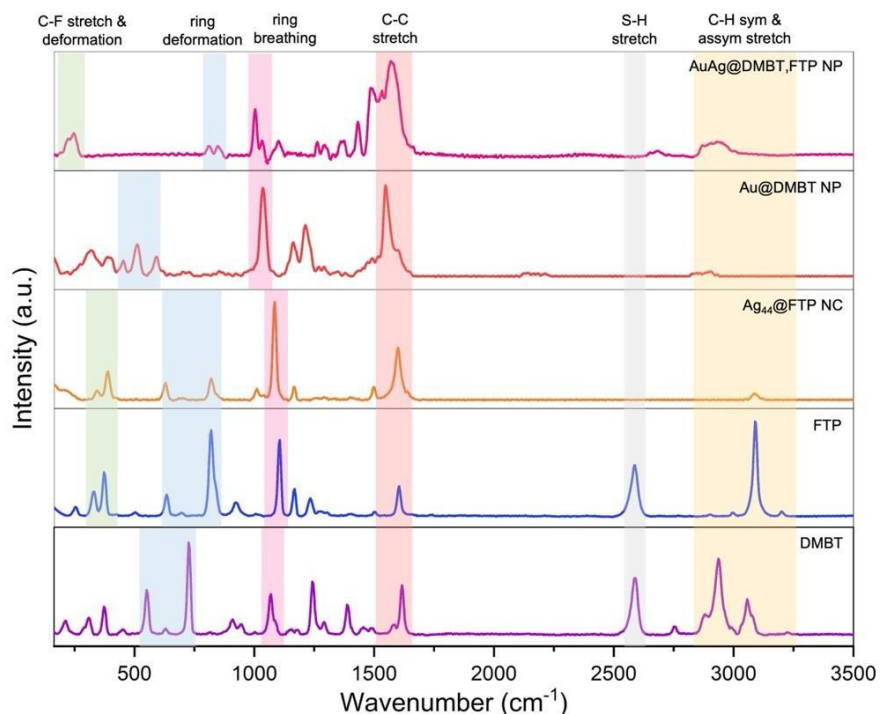 C-F stretch &
deformation
ring
deformation
ring
breathing
C-C
stretch
S-H
stretch
C-H sym &
assym stretch
AuAg@DMBT,FTP NP
Au@DMBT NP
Ag₄₄@FTP NC
FTP
DMBT
Intensity (a.u.)
500
1000
1500
2000
2500
3000
3500
Wavenumber (cm⁻¹)